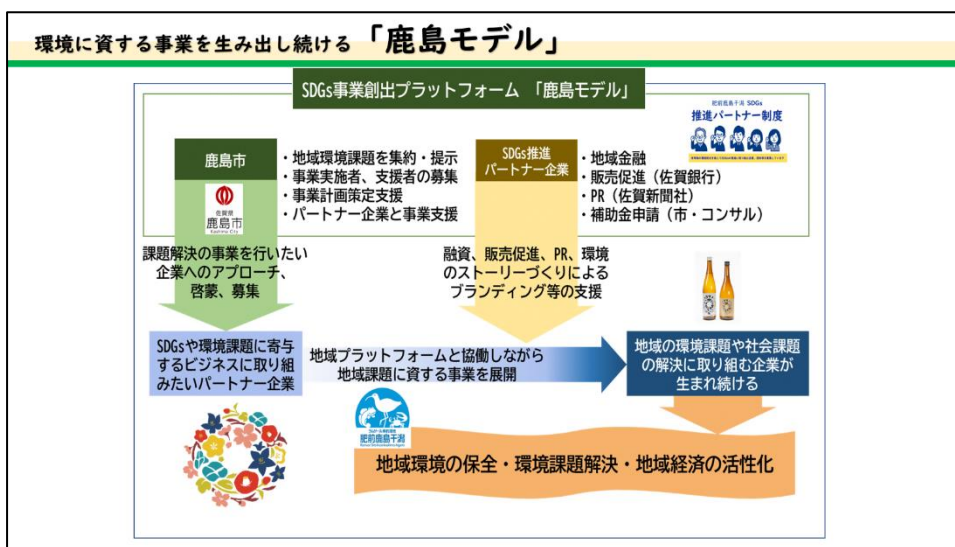 環境に資する事業を生み出し続ける「鹿島モデル」
SDGs事業創出プラットフォーム 「鹿島モデル」
肥前鹿島干潟 SDGs
推進パートナー制度
鹿島市
佐賀県
鹿島市
Kashima City
・地域環境課題を集約・提示
・事業実施者、支援者の募集
・事業計画策定支援
・パートナー企業と事業支援
SDGs推進
パートナー企業
・地域金融
・販売促進（佐賀銀行）
・PR（佐賀新聞社）
・補助金申請（市・コンサル）
課題解決の事業を行いたい
企業へのアプローチ、
啓蒙、募集
融資、販売促進、PR、環境
のストーリーづくりによる
ブランディング等の支援
SDGsや環境課題に寄与
するビジネスに取り組
みたいパートナー企業
地域プラットフォームと協働しながら
地域課題に資する事業を展開
地域の環境課題や社会課題
の解決に取り組む企業が
生まれ続ける
肥前鹿島干潟
地域環境の保全・環境課題解決・地域経済の活性化